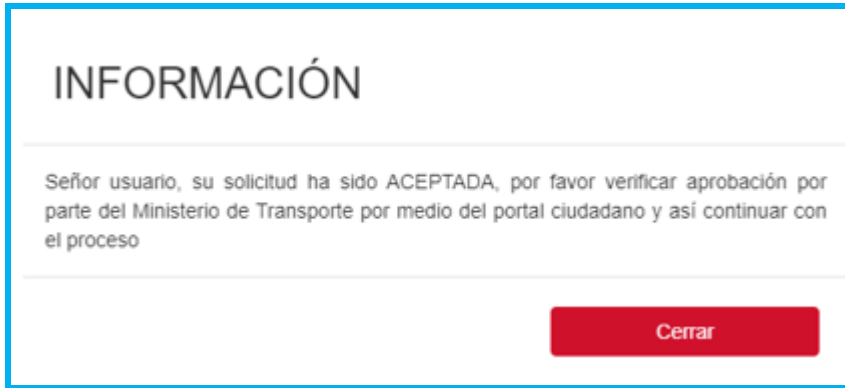 INFORMACIÓN
Señor usuario, su solicitud ha sido ACEPTADA, por favor verificar aprobación por
parte del Ministerio de Transporte por medio del portal ciudadano y así continuar con
el proceso
Cerrar